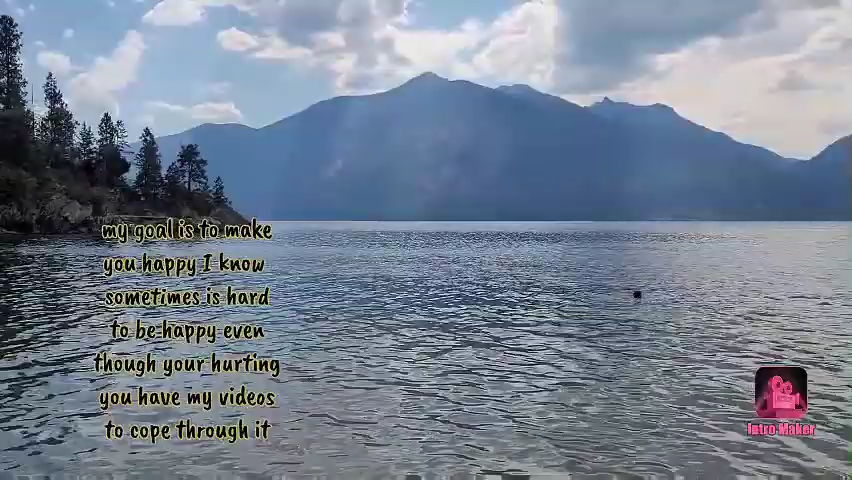 my goal is to make
you happy I know
sometimes is hard
to be happy even
though your hurting
you have my videos
to cope through it
Intro Maker